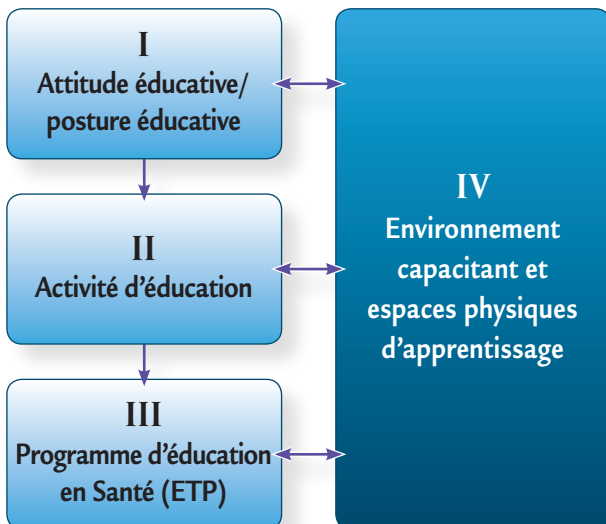 I
Attitude éducative/
posture éducative
II
Activité d'éducation
III
Programme d'éducation
en Santé (ETP)
IV
Environnement
capacitant et
espaces physiques
d'apprentissage